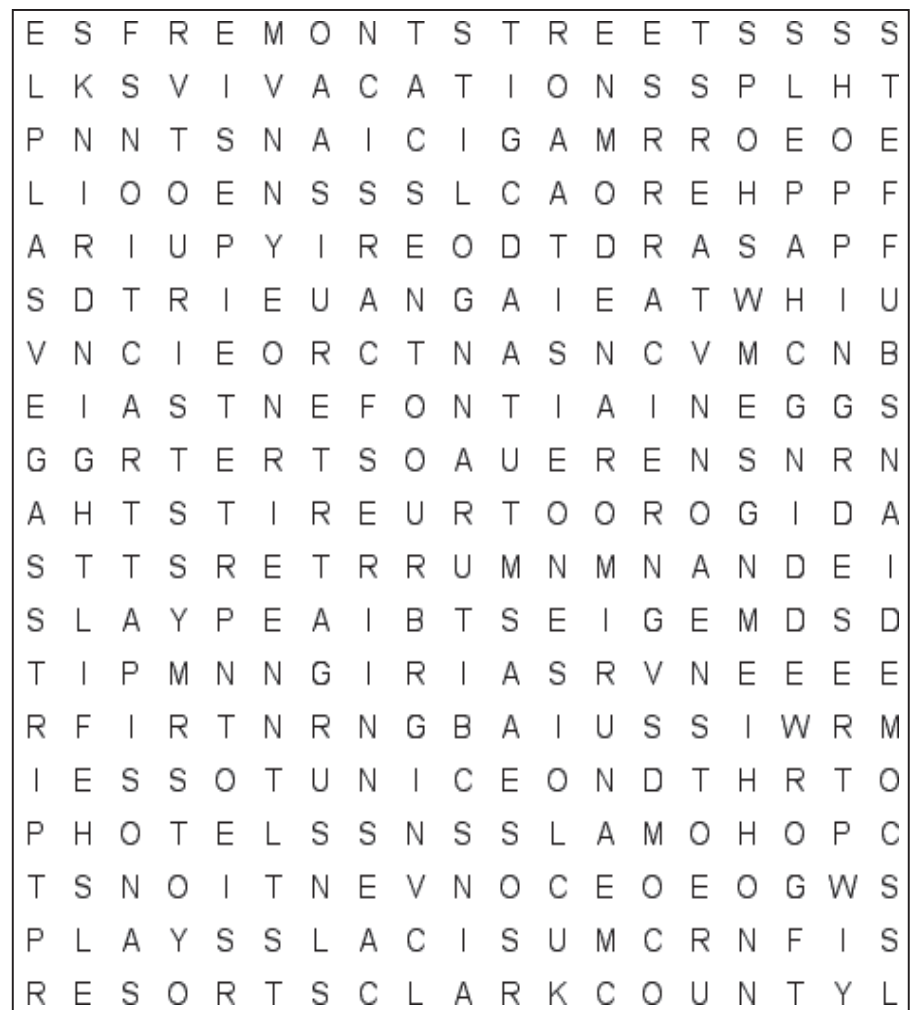 E S F R E M O N T S T R E E T S S S S
L K S V I V A C A T I O N S S P L H T
P N N T S N A I C I G A M R R O E O E
L I O O E N S S S L C A O R E H P P F
A R I U P Y I R E O D T D R A S A P F
S D T R I E U A N G A I E A T W H I U
V N C I E O R C T N A S N C V M C N B
E I A S T N E F O N T I A I N E G G S
G G R T E R T S O A U E R E N S N R N
A H T S T I R E U R T O O R O G I D A
S T T S R E T R R U M N M N A N D E I
S L A Y P E A I B T S E I G E M D S D
T I P M N N G I R I A S R V N E E E E
R F I R T N R N G B A I U S S I W R M
I E S S O T U N I C E O N D T H R T O
P H O T E L S S N S S L A M O H O P C
T S N O I T N E V N O C E O E O G W S
P L A Y S S L A C I S U M C R N F I S
R E S O R T S C L A R K C O U N T Y L